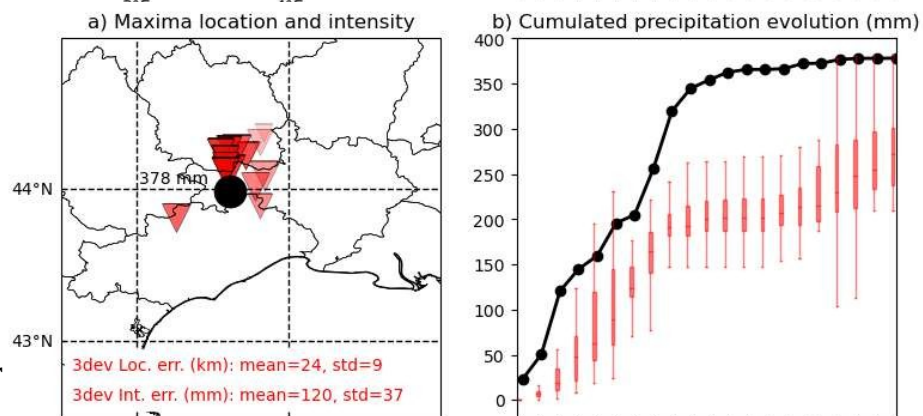 a) Maxima location and intensity
378 mm
44°N
43°N
3dev Loc. err. (km): mean=24, std=9
3dev Int. err. (mm): mean=120, std=37
b) Cumulated precipitation evolution (mm)
400
350
300
250
200
150
100
50
0